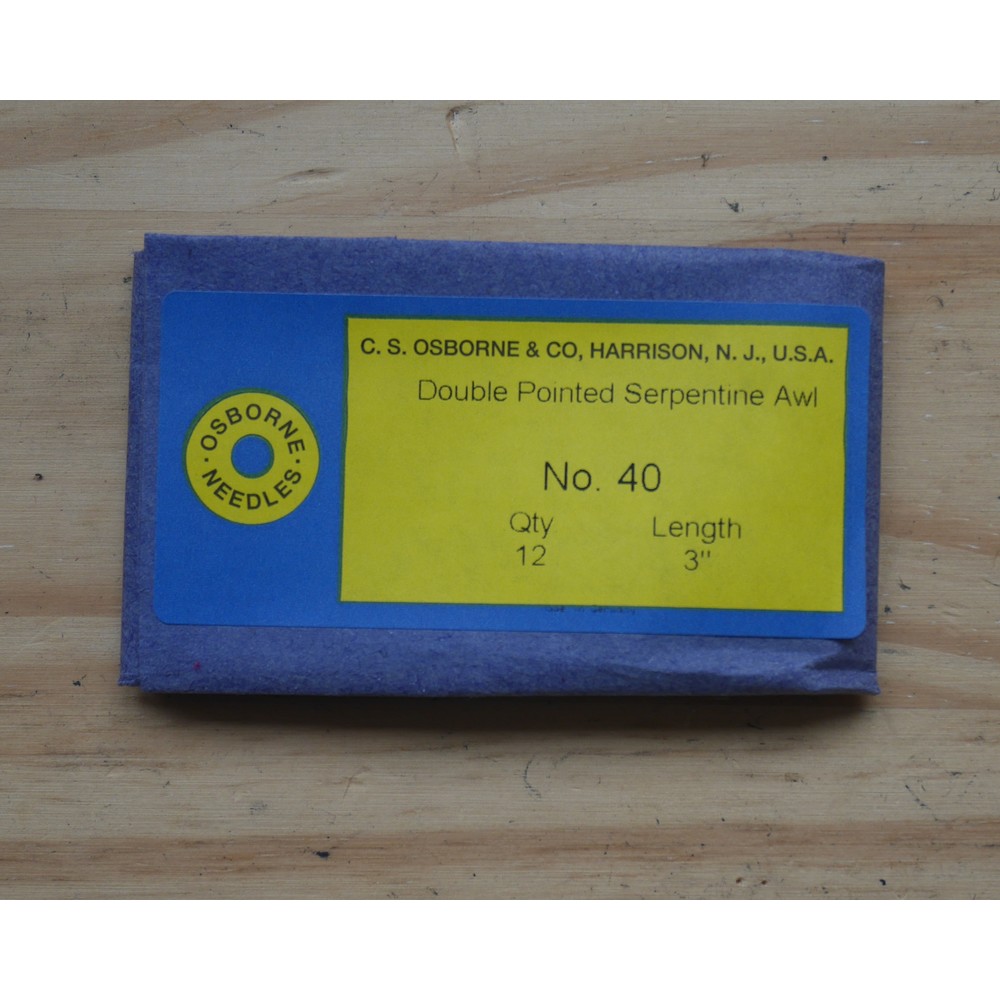 C. S. OSBORNE & CO, HARRISON, N. J., U.S.A.
Double Pointed Serpentine Awl
· OSBORNE ·
NEEDLES
No. 40
Qty Length
12 3"